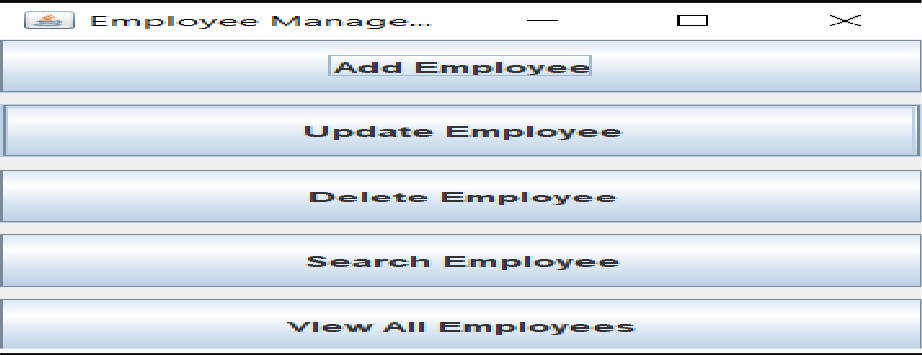 Employee Manage...
Add Employee
Update Employee
Delete Employee
Search Employee
View All Employees